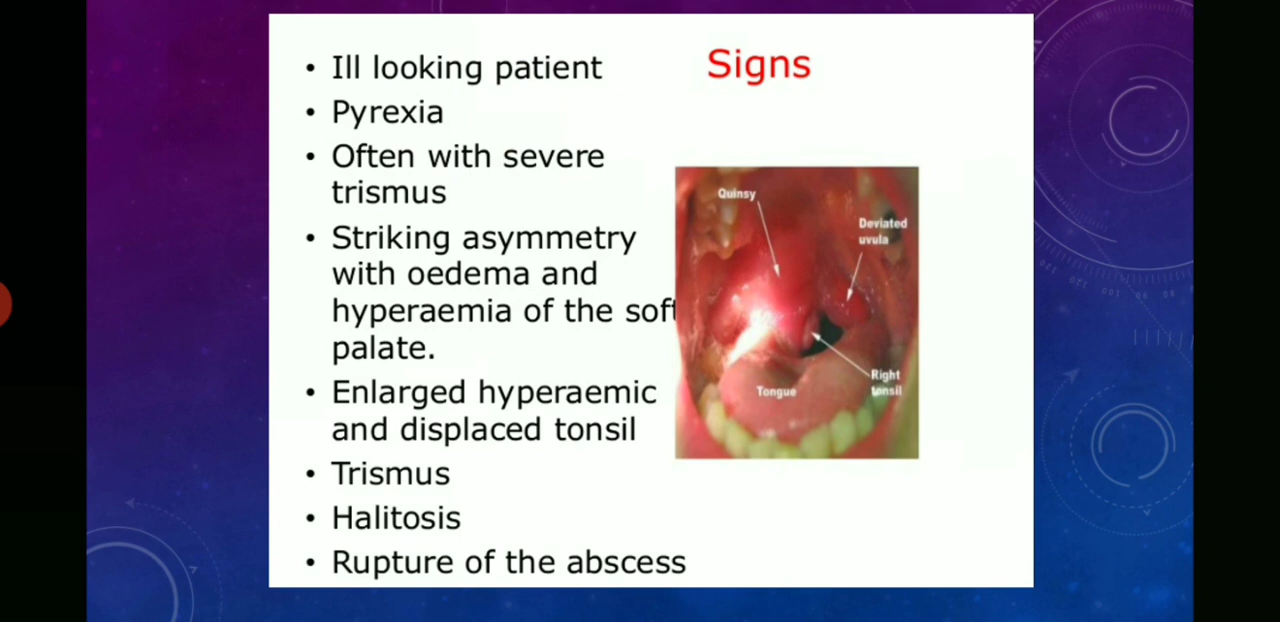 Signs
• Ill looking patient
• Pyrexia
• Often with severe
trismus
• Striking asymmetry
with oedema and
hyperaemia of the soft
palate.
• Enlarged hyperaemic
and displaced tonsil
• Trismus
• Halitosis
• Rupture of the abscess
Quinsy
Deviated
uvula
Right
tonsil
Tongue